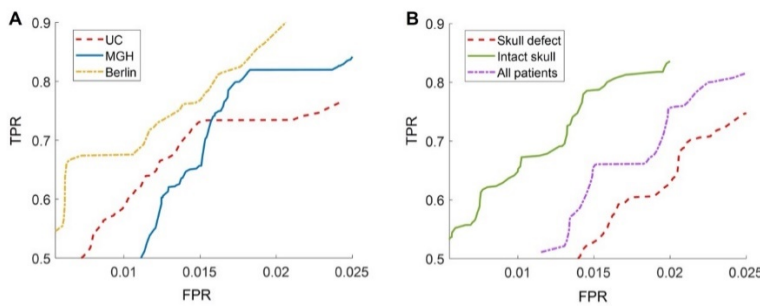 A
0.9
0.8
0.7
0.6
0.5
TPR
UC
MGH
Berlin
0.01
0.015
0.02
0.025
FPR
B
0.9
0.8
0.7
0.6
0.5
TPR
Skull defect
Intact skull
All patients
0.01
0.015
0.02
0.025
FPR